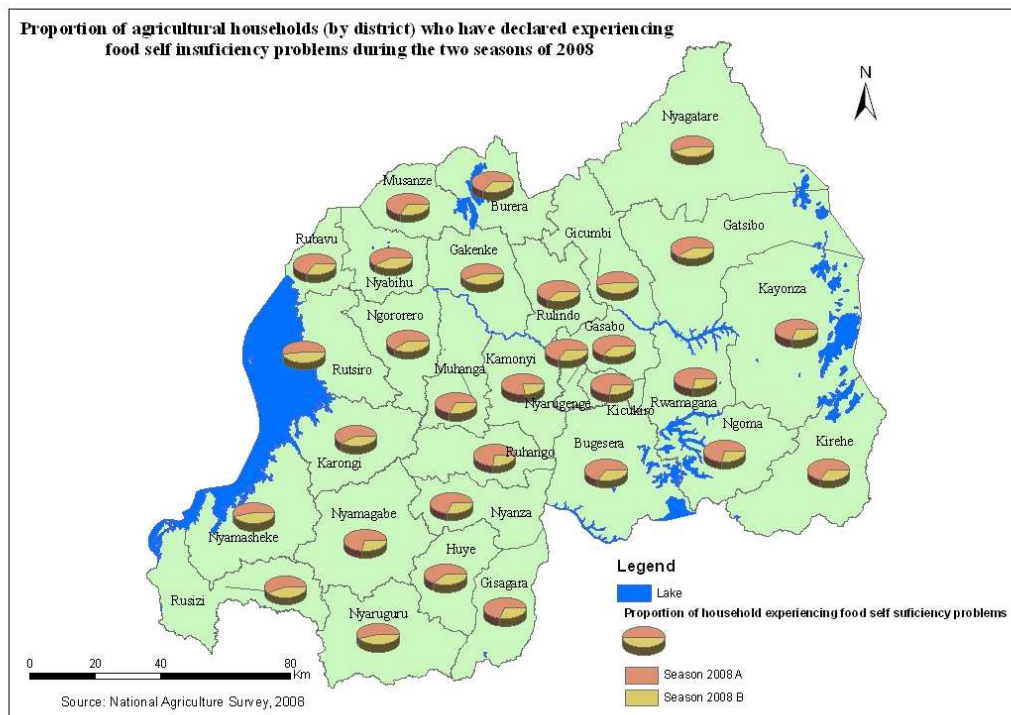 Proportion of agricultural households (by district) who have declared experiencing
food self insuficiency problems during the two seasons of 2008
N
Nyagatare
Musanze
Burera
Gicumbi
Gatsibo
Rubavu
Gakenke
Nyabihu
Kayonza
Rulindo
Ngororero
Gasabo
Rutsiro
Muhanga
Kamonyi
Nyarugenge
Kicukiro
Rwamagana
Ngoma
Kirehe
Bugesera
Ruhango
Karongi
Nyamagabe
Nyanza
Nyamasheke
Huye
Gisagara
Rusizi
Nyaruguru
Legend
Lake
Proportion of household experiencing food self suficiency problems
Season 2008 A
Season 2008 B
0 20 40 80
Km
Source: National Agriculture Survey, 2008